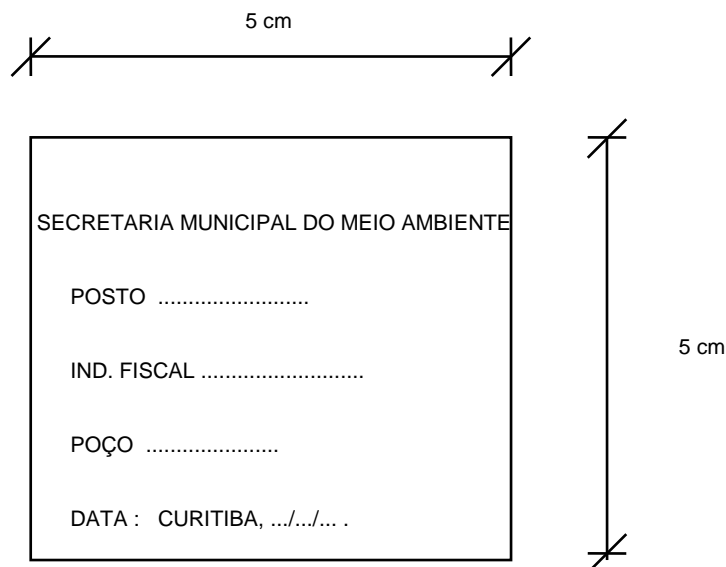 5 cm
SECRETARIA MUNICIPAL DO MEIO AMBIENTE
POSTO .........................
IND. FISCAL ...........................
5 cm
POÇO ......................
DATA : CURITIBA, .../.../... .